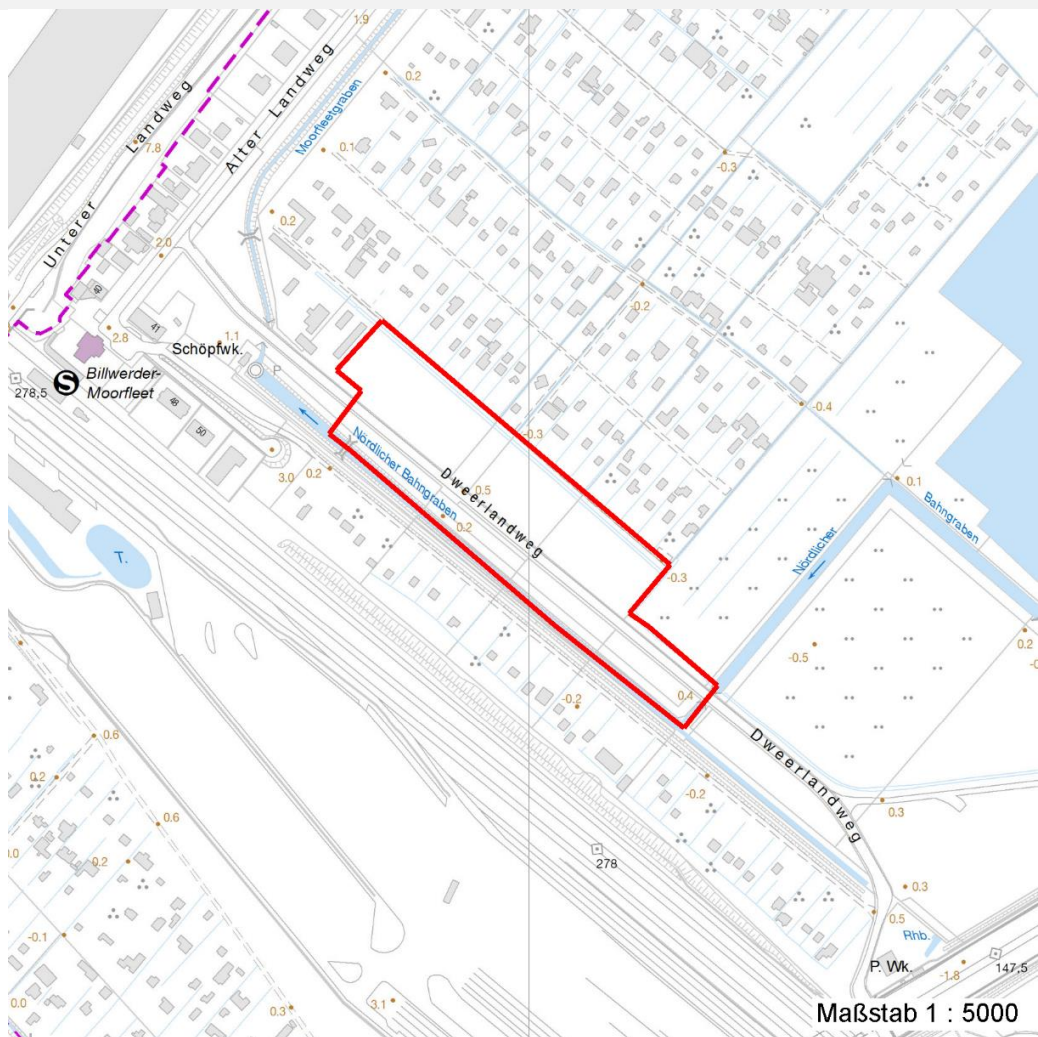 1.9
0.2
Alter Landweg
Unterer Landweg
Moorfleetgraben
7.8
0.1
-0.3
0.2
2.0
40
-0.2
2.8
41
1.1
Schöpfwk.
P
S
Billwerder-
Moorfleet
278,5
48
50
-0.4
Nördlicher Bahngraben
-0.3
3.0
0.2
0.5
0.2
Dweerlandweg
0.1
Bahngraben
Nördlicher
T.
-0.3
-0.5
0.2
-0.2
0.4
0.6
Dweerlandweg
0.2
-0.2
0.3
0.6
278
0.0
0.2
0.3
0.5
-0.1
Rhb.
P. Wk.
-1.8
147,5
0.0
0.3
3.1
Maßstab 1 : 5000